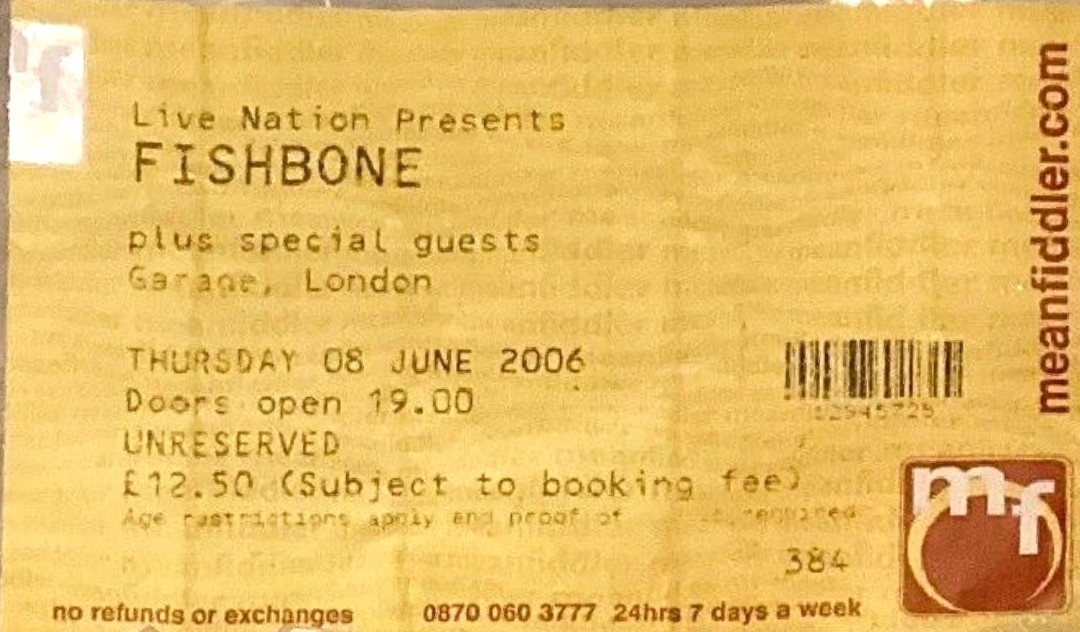 Live Nation Presents
FISHBONE
plus special guests
Garage, London
THURSDAY 08 JUNE 2006
Doors open 19.00
UNRESERVED
£12.50 (Subject to booking fee)
Age restrictions apply and proof of required
384
no refunds or exchanges
0870 060 3777 24hrs 7 days a week
meanfiddler.com
mf